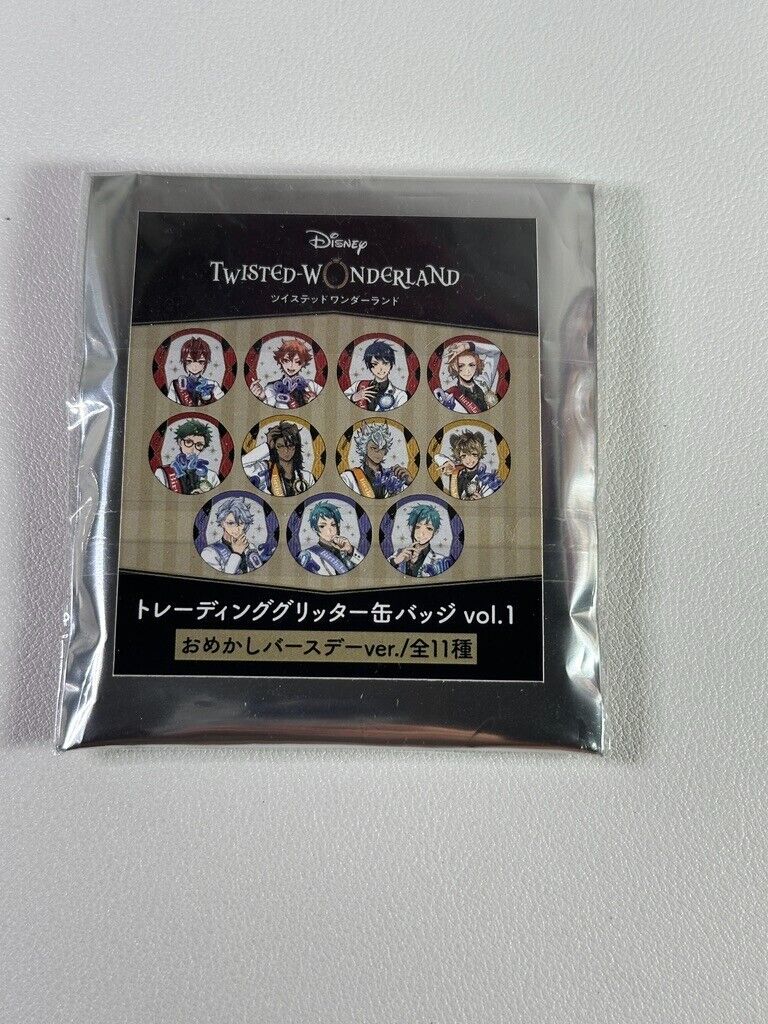 Disney
TWISTED-WONDERLAND
ツイステッドワンダーランド
トレーディンググリッター缶バッジ vol.1
おめかしバースデーver./全11種